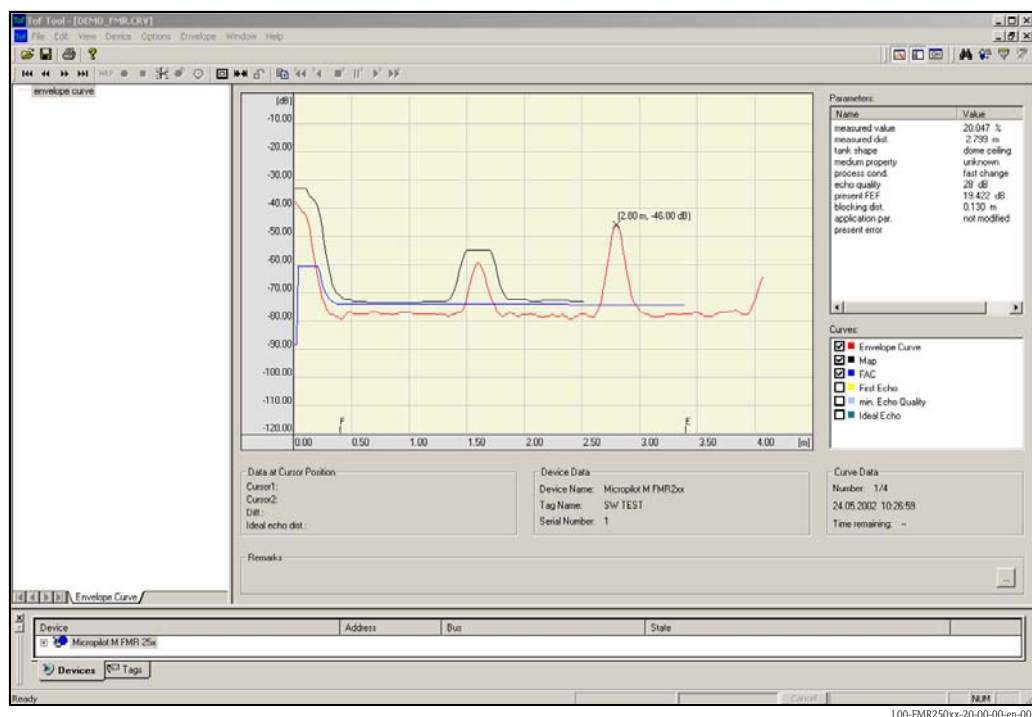 ToF Tool - [DEMO_FMR.CRV]
File Edit View Device Options Envelope Window Help
envelope curve
[dB]
-10.00
-20.00
-30.00
-40.00
-50.00
-60.00
-70.00
-80.00
-90.00
-100.00
-110.00
-120.00
[2.80 m, -46.00 dB]
F
E
0.00 0.50 1.00 1.50 2.00 2.50 3.00 3.50 4.00 [m]
Parameters:
Name Value
measured value 20.047 %
measured dist. 2.799 m
tank shape dome ceiling
medium property unknown
process cond. fast change
echo quality 28 dB
present FEF 19.422 dB
blocking dist. 0.130 m
application par. not modified
present error
Curves:
Envelope Curve
Map
FAC
First Echo
min. Echo Quality
Ideal Echo
Data at Cursor Position
Cursor1:
Cursor2:
Diff.:
Ideal echo dist.:
Device Data
Device Name: Micropilot M FMR2xx
Tag Name: SW TEST
Serial Number: 1
Curve Data
Number: 1/4
24.05.2002 10:26:59
Time remaining: --
Remarks
...
Envelope Curve
Device Address Bus State
Micropilot M FMR 25x
Devices Tags
Ready Cancel NUM
L00-FMR250xx-20-00-00-en-00